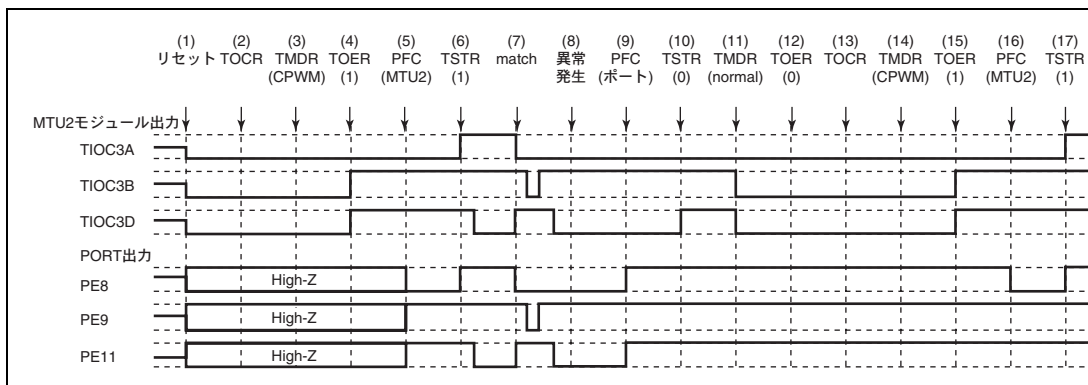 (1) (2) (3) (4) (5) (6) (7) (8) (9) (10) (11) (12) (13) (14) (15) (16) (17)
リセット TOCR TMDR TOER PFC TSTR match 異常 PFC TSTR TMDR TOER TOCR TMDR TOER PFC TSTR
(CPWM) (1) (MTU2) (1) 発生 (ポート) (0) (normal) (0) (CPWM) (1) (MTU2) (1)
MTU2モジュール出力
TIOC3A
TIOC3B
TIOC3D
PORT出力
PE8 High-Z
PE9 High-Z
PE11 High-Z